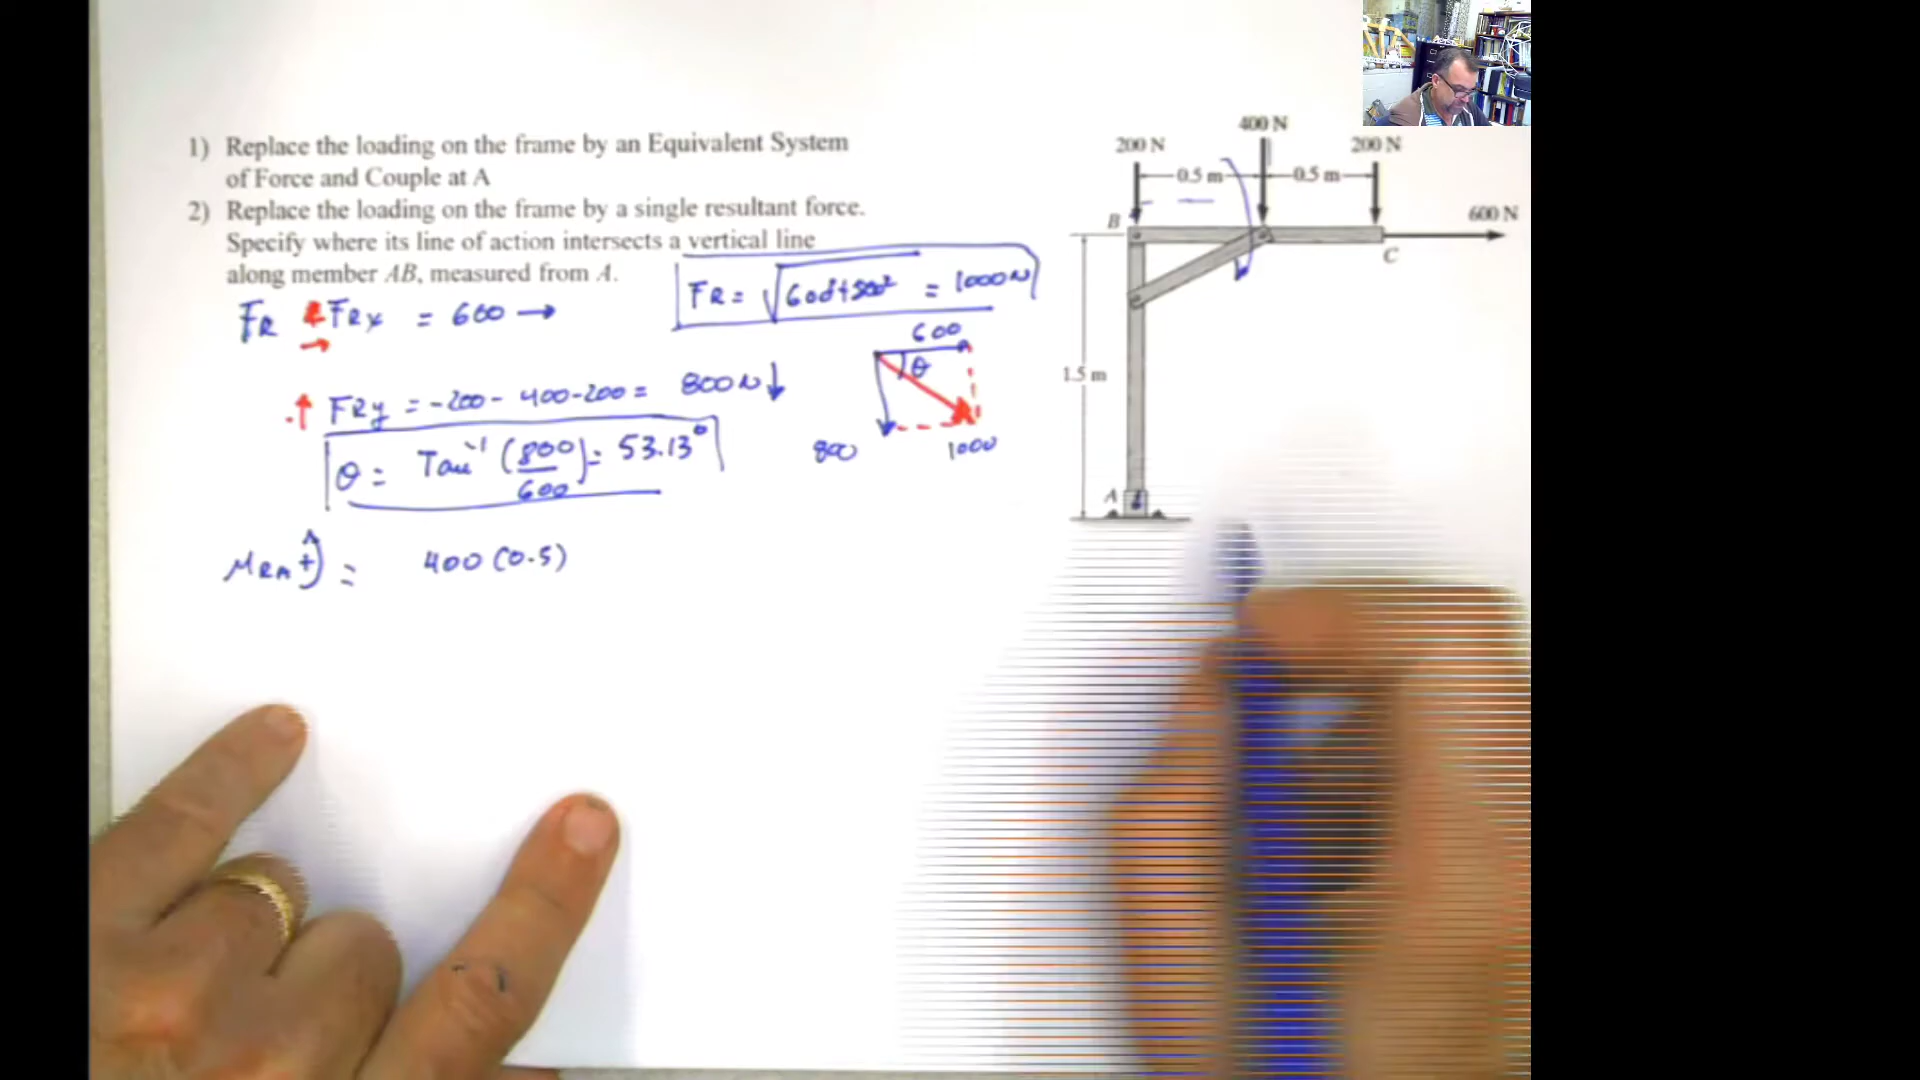 1) Replace the loading on the frame by an Equivalent System
of Force and Couple at A
2) Replace the loading on the frame by a single resultant force.
Specify where its line of action intersects a vertical line
along member AB, measured from A.
FR FRx = 600 →
FR = √600²+800² = 1000N
↑ FRy = -200 - 400 -200 = 800N ↓
θ = Tan⁻¹ (800/600) = 53.13°
600
θ
800
1000
MRA +) = 400 (0.5)
400 N
200 N
200 N
0.5 m
0.5 m
600 N
B
C
1.5 m
A